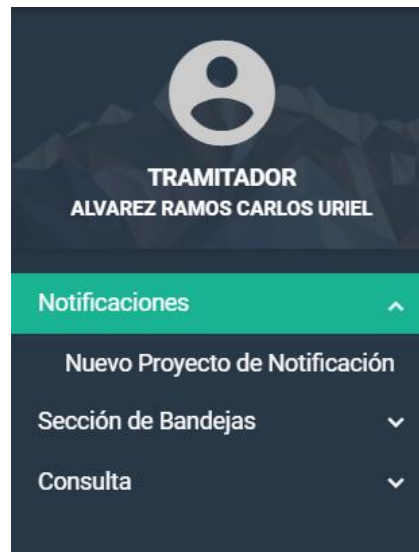 TRAMITADOR
ALVAREZ RAMOS CARLOS URIEL
Notificaciones
Nuevo Proyecto de Notificación
Sección de Bandejas
Consulta